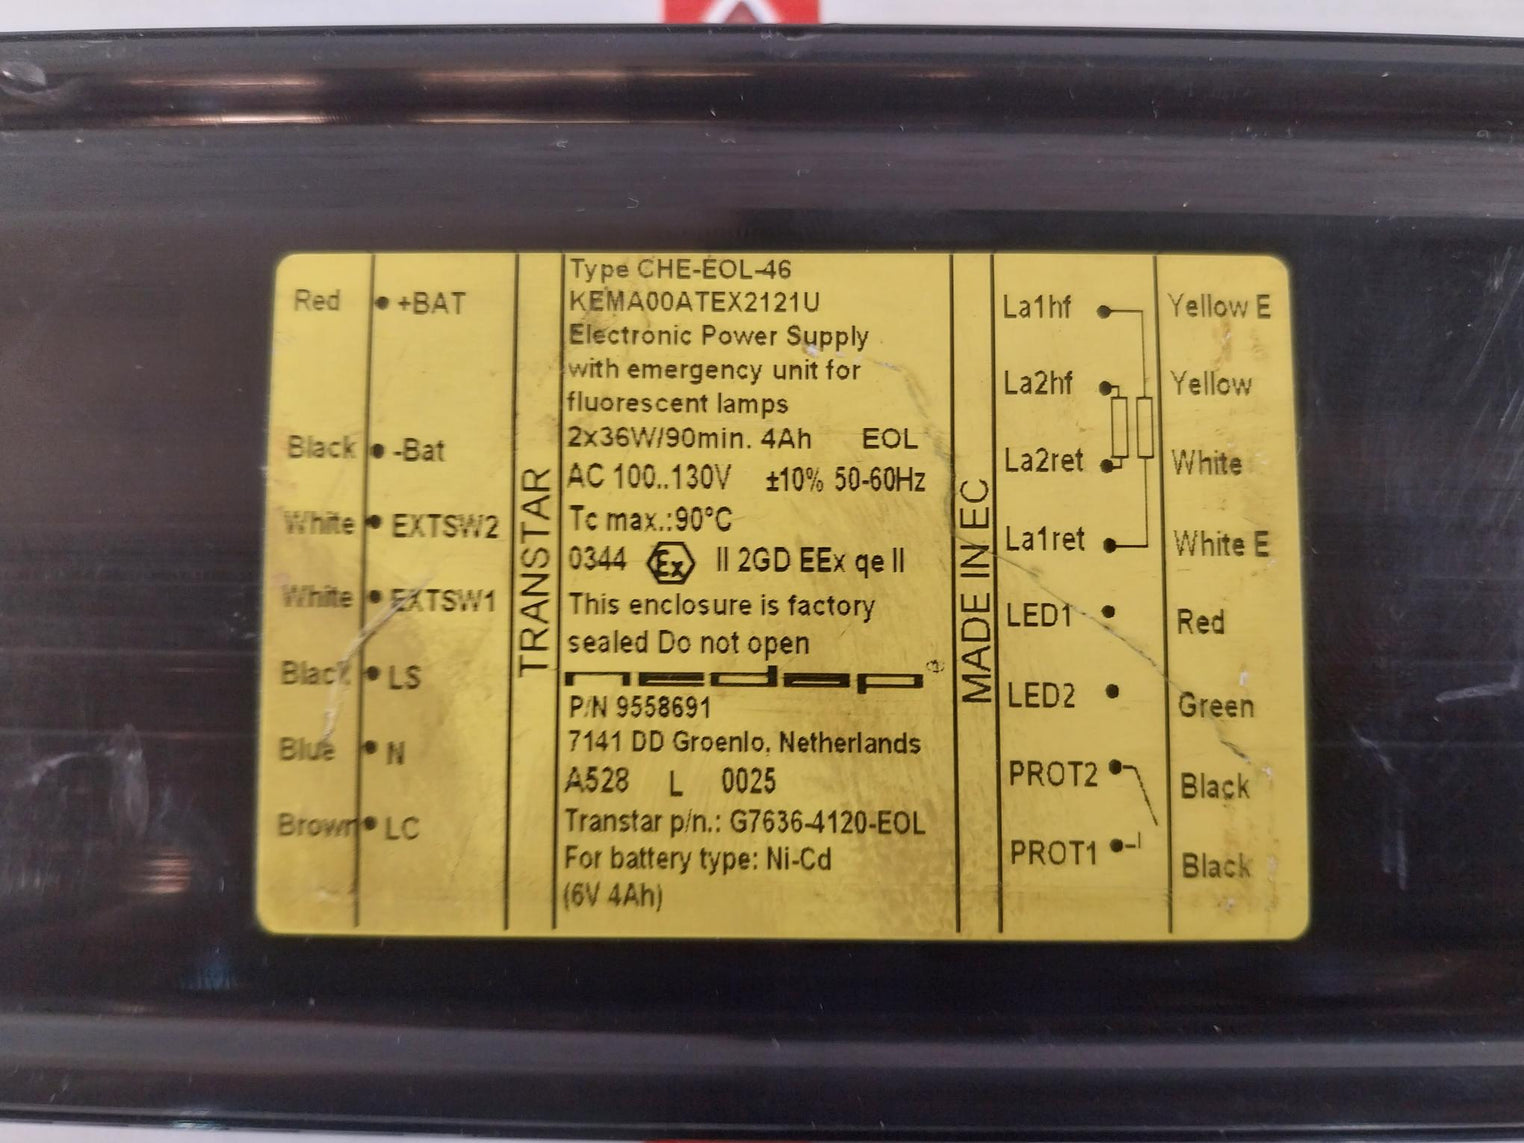 Red +BAT
Black -Bat
White EXTSW2
White EXTSW1
Black LS
Blue N
Brown LC
TRANSTAR
Type CHE-EOL-46
KEMA00ATEX2121U
Electronic Power Supply
with emergency unit for
fluorescent lamps
2x36W/90min. 4Ah EOL
AC 100..130V ±10% 50-60Hz
Tc max.:90°C
0344 Ex II 2GD EEx qe II
This enclosure is factory
sealed Do not open
nedap
P/N 9558691
7141 DD Groenlo, Netherlands
A528 L 0025
Transtar p/n.: G7636-4120-EOL
For battery type: Ni-Cd
(6V 4Ah)
MADE IN EC
La1hf Yellow E
La2hf Yellow
La2ret White
La1ret White E
LED1 Red
LED2 Green
PROT2 Black
PROT1 Black